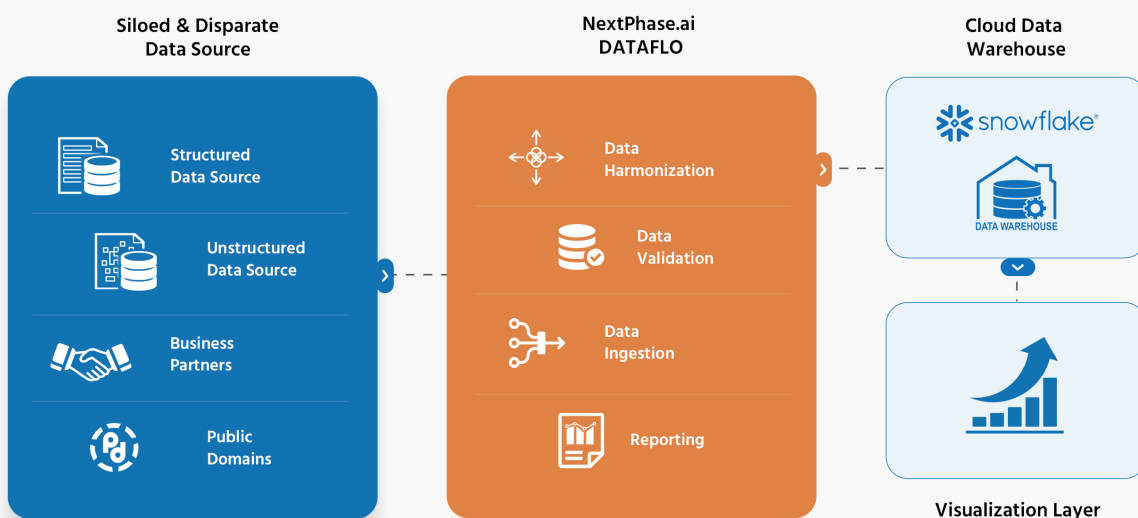 Siloed & Disparate
Data Source
Structured
Data Source
Unstructured
Data Source
Business
Partners
pd
Public
Domains
NextPhase.ai
DATAFLO
Data
Harmonization
Data
Validation
Data
Ingestion
Reporting
Cloud Data
Warehouse
snowflake®
DATA WAREHOUSE
Visualization Layer